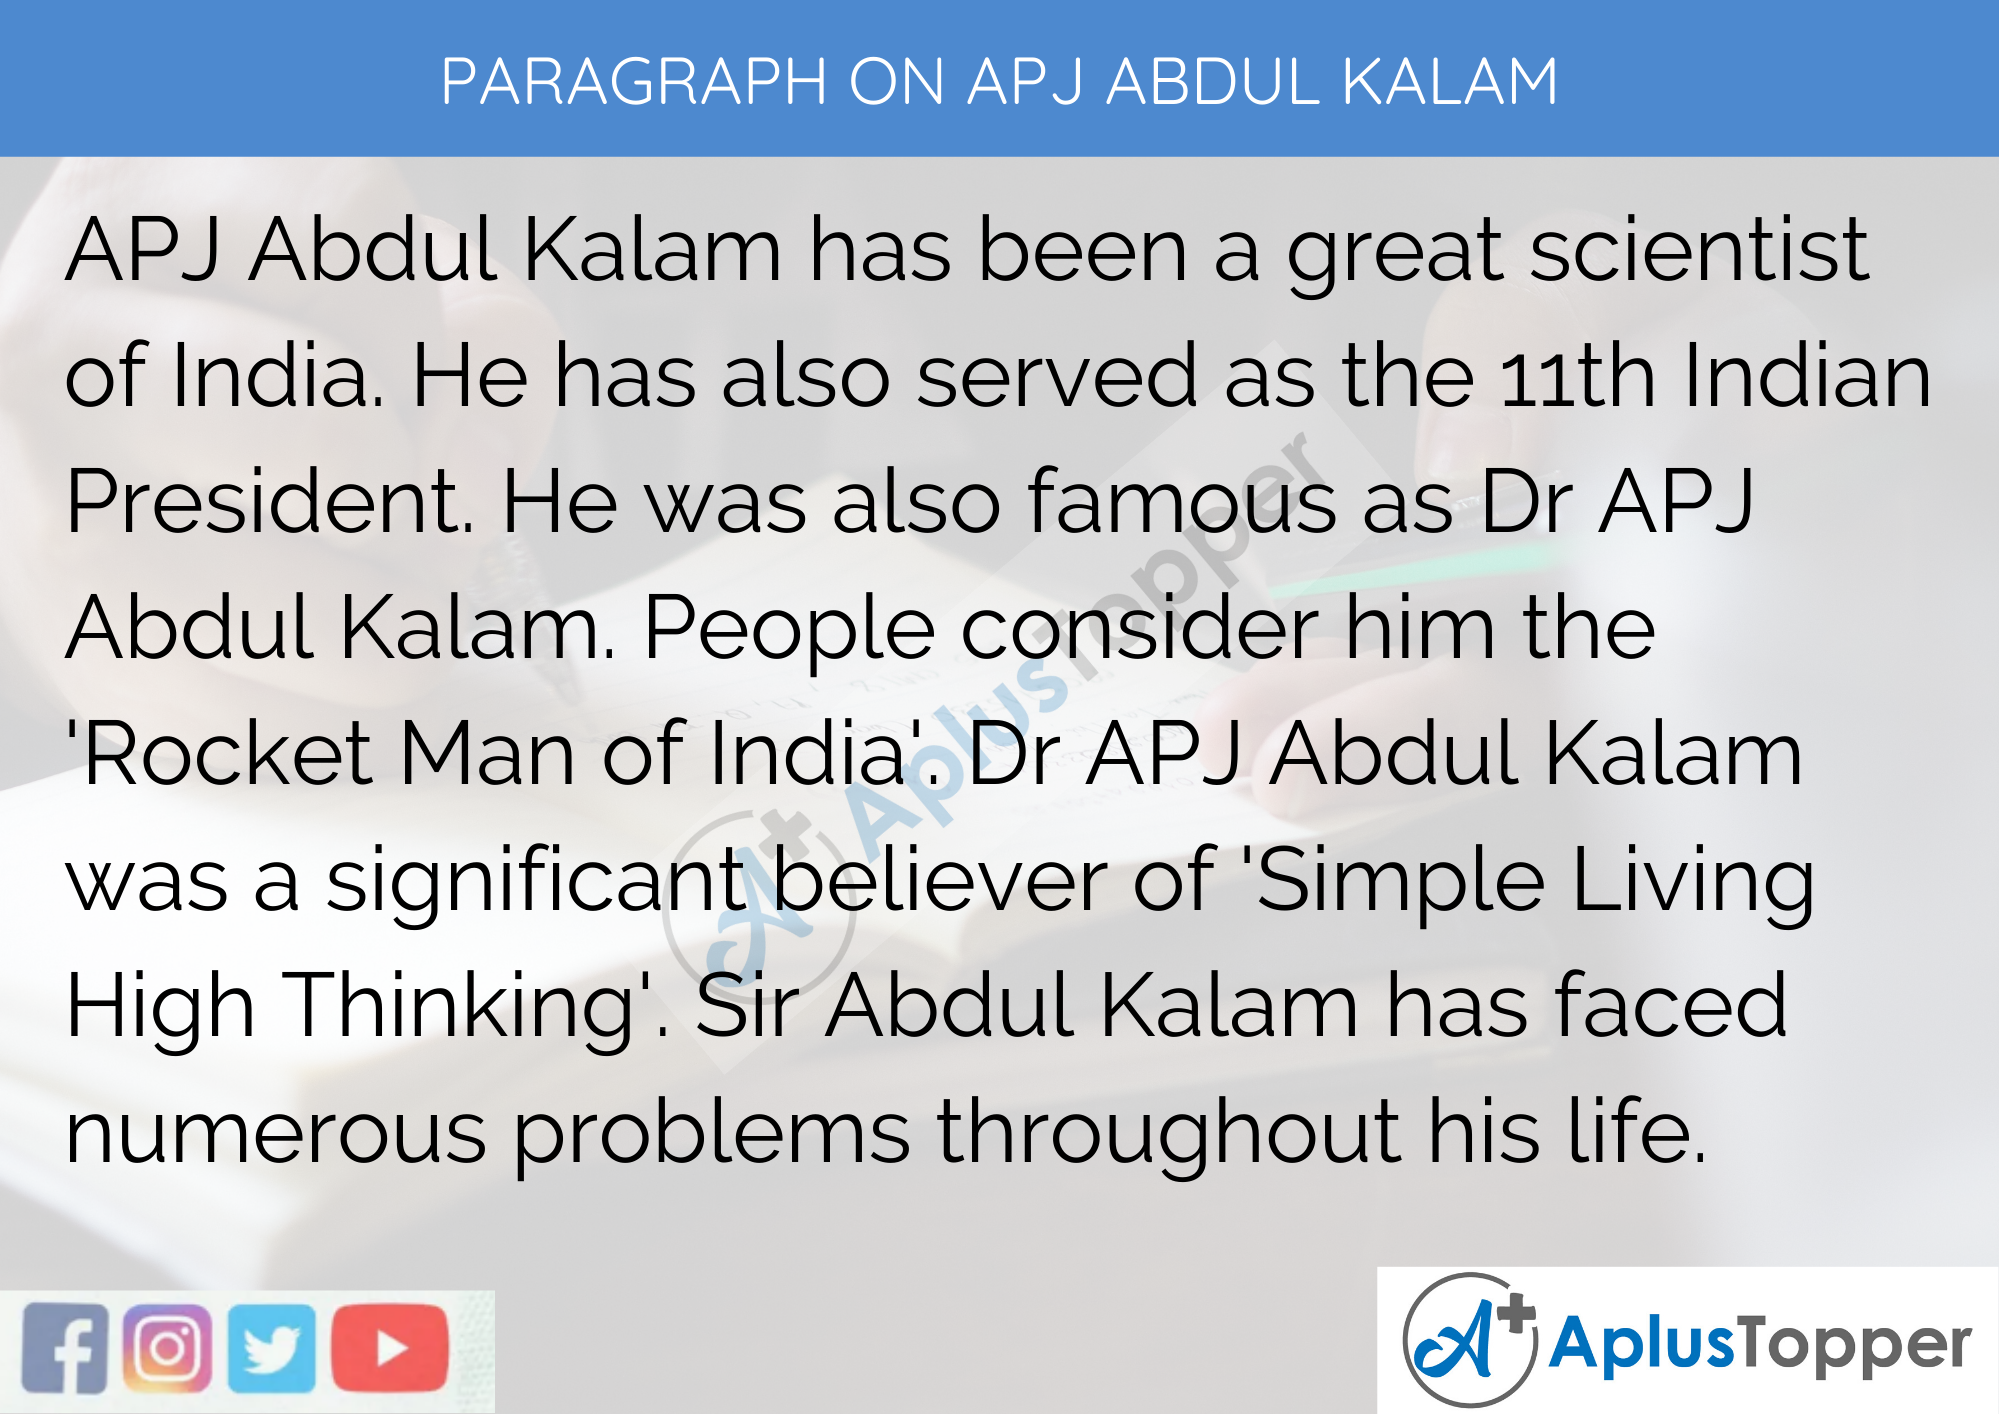 PARAGRAPH ON APJ ABDUL KALAM
APJ Abdul Kalam has been a great scientist
of India. He has also served as the 11th Indian
President. He was also famous as Dr APJ
Abdul Kalam. People consider him the
'Rocket Man of India'. Dr APJ Abdul Kalam
was a significant believer of 'Simple Living
High Thinking'. Sir Abdul Kalam has faced
numerous problems throughout his life.
AplusTopper
A+ AplusTopper